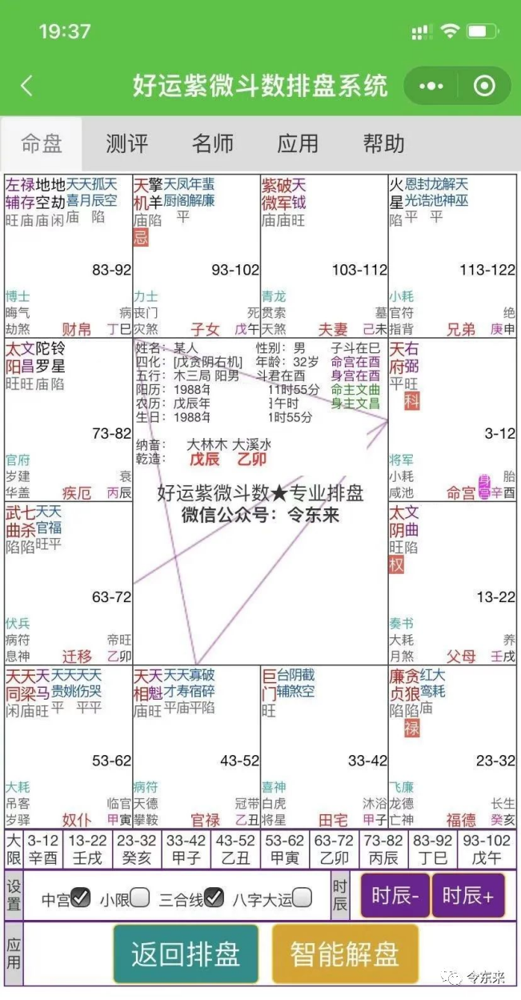 19:37
好运紫微斗数排盘系统
命盘 测评 名师 应用 帮助
左禄地地天天孤天
辅存空劫喜月辰空
旺庙庙闲庙 陷
83-92
博士
晦气 病
劫煞 财帛 丁巳
天擎天凤年蜚
机羊厨阁解廉
庙陷 平
忌
93-102
力士
丧门 死
灾煞 子女 戊午
紫破天
微军钺
庙庙旺
103-112
青龙
贯索 墓
天煞 夫妻 己未
火恩封龙解天
星光诰池神巫
陷平 平
113-122
小耗
官符 绝
指背 兄弟 庚申
太文陀铃
阳昌罗星
旺旺庙陷
73-82
官府
岁建 衰
华盖 疾厄 丙辰
姓名：某人 性别：男 子斗在巳
四化：[戊贪阴右机] 年龄：32岁 命宫在酉
五行：木三局 阳男 斗君在酉 身宫在酉
阳历：1988年 11时55分 命主文曲
农历：戊辰年 午时 身主文昌
生日：1988年 1时55分
纳音： 大林木 大溪水
乾造： 戊辰 乙卯
好运紫微斗数★专业排盘
微信公众号：令东来
天右
府弼
平旺
科
3-12
将军
小耗 胎
咸池 命宫 身宫 辛酉
武七天天
曲杀官福
陷陷旺平
63-72
伏兵
病符 帝旺
息神 迁移 乙卯
太文
阴曲
旺陷
权
13-22
奏书
大耗 养
月煞 父母 壬戌
天天天天天天天
同梁马贵姚伤哭
闲庙旺平 平平
53-62
大耗
吊客 临官
岁驿 奴仆 甲寅
天天天天寡破
相魁才寿宿碎
庙旺平庙平陷
43-52
病符
天德 冠带
攀鞍 官禄 乙丑
巨台阴截
门辅煞空
旺
33-42
喜神
白虎 沐浴
将星 田宅 甲子
廉贪红大
贞狼鸾耗
陷陷庙
禄
23-32
飞廉
龙德 长生
亡神 福德 癸亥
大限 3-12 13-22 23-32 33-42 43-52 53-62 63-72 73-82 83-92 93-102
辛酉 壬戌 癸亥 甲子 乙丑 甲寅 乙卯 丙辰 丁巳 戊午
设置 中宫 小限 三合线 八字大运 时辰 时辰- 时辰+
应用 返回排盘 智能解盘
令东来